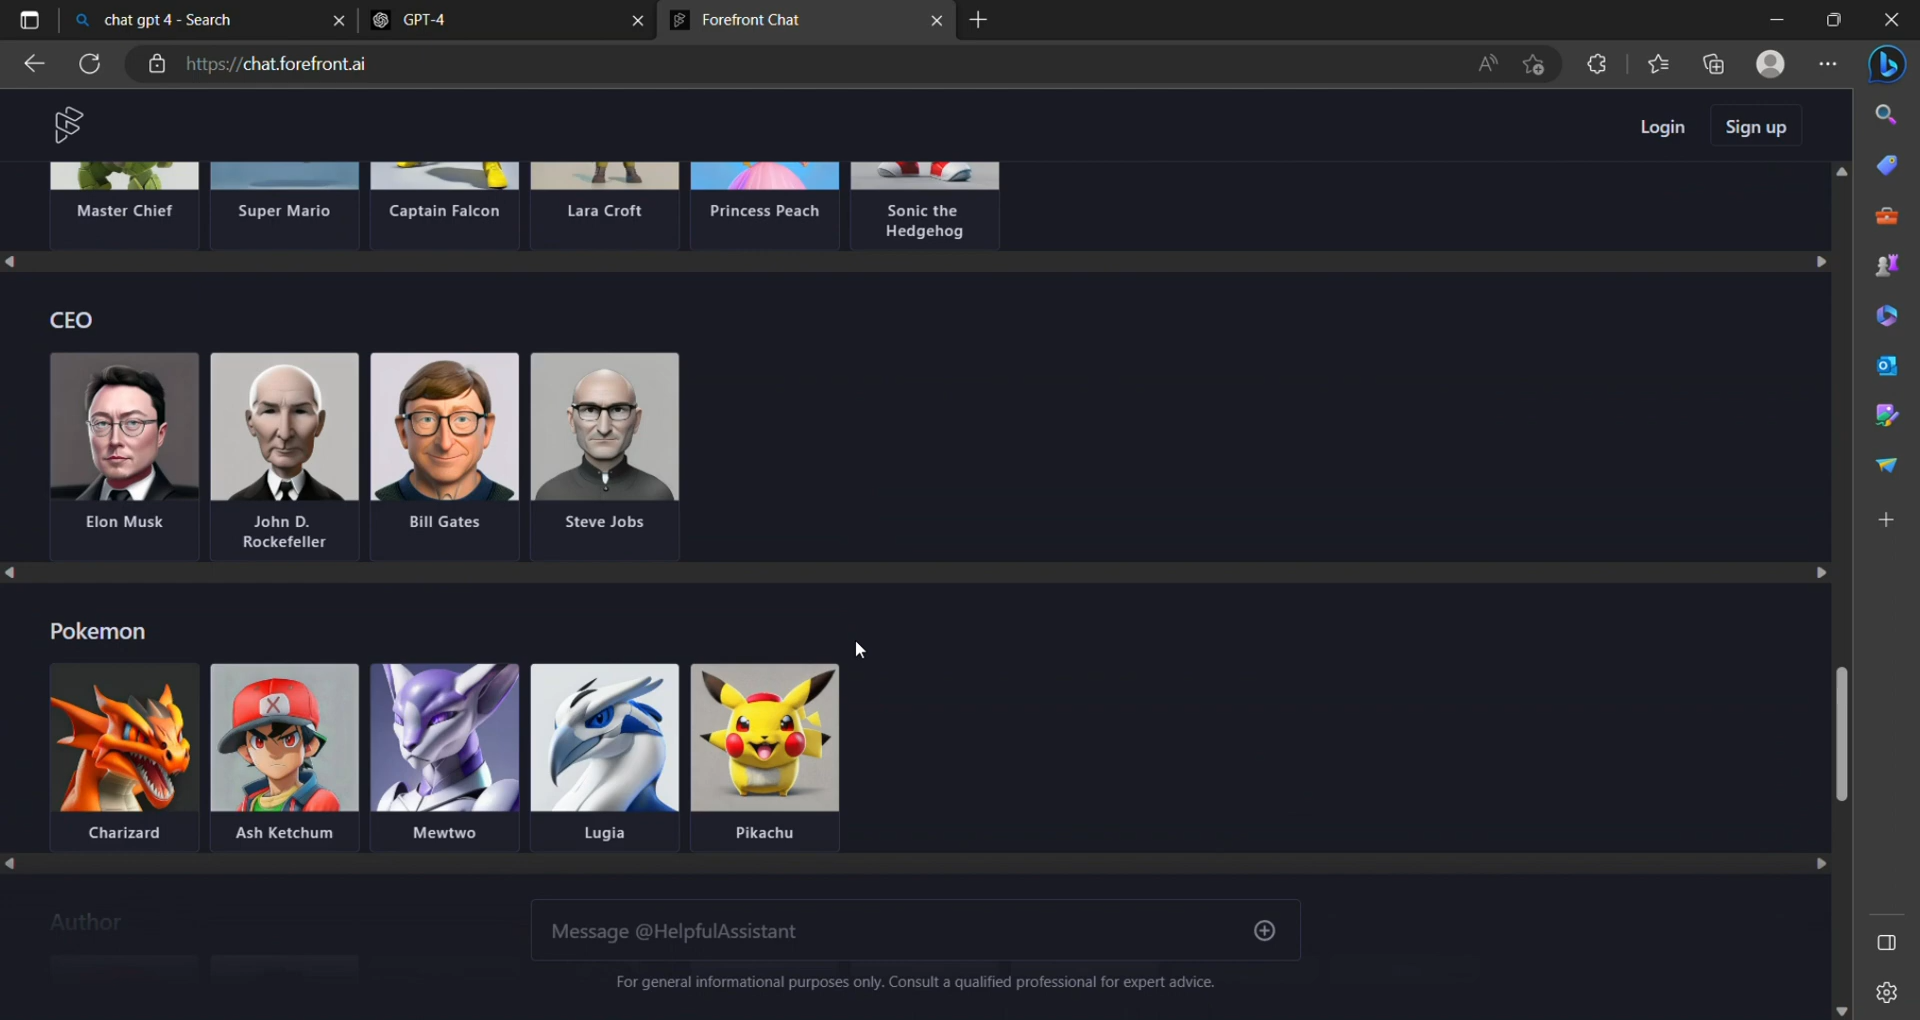 chat gpt 4 - Search
GPT-4
Forefront Chat
https://chat.forefront.ai
Login
Sign up
Master Chief
Super Mario
Captain Falcon
Lara Croft
Princess Peach
Sonic the
Hedgehog
CEO
Elon Musk
John D.
Rockefeller
Bill Gates
Steve Jobs
Pokemon
Charizard
Ash Ketchum
Mewtwo
Lugia
Pikachu
Author
Message @HelpfulAssistant
For general informational purposes only. Consult a qualified professional for expert advice.